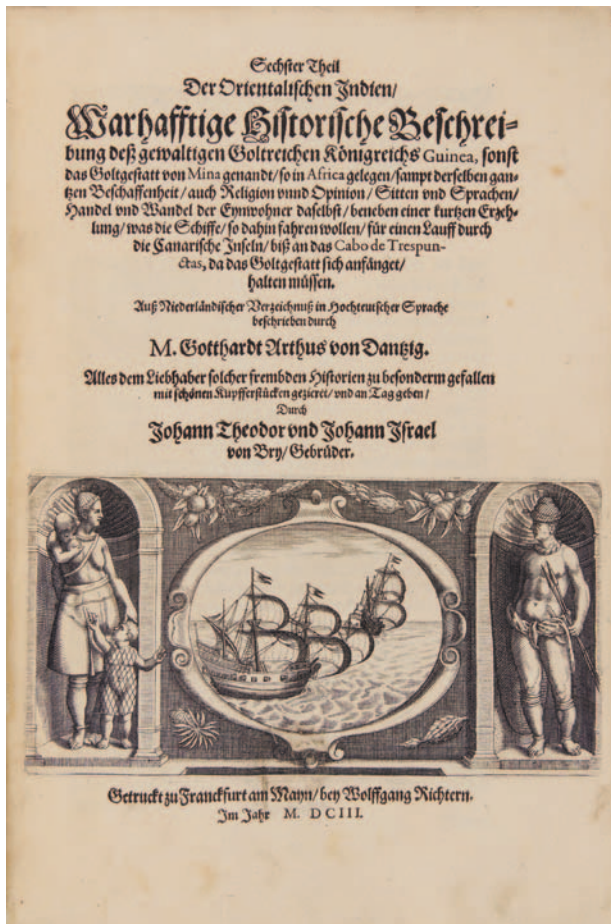 Sechster Theil
Der Orientalischen Indien/
Warhafftige Historische Beschrei-
bung deß gewaltigen Goltreichen Königreichs Guinea, sonst
das Goltgestatt von Mina genandt/ so in Africa gelegen/ sampt derselben gan-
tzen Beschaffenheit/ auch Religion vnnd Opinion/ Sitten vnd Sprachen/
Handel vnd Wandel der Eynwohner daselbst/ beneben einer kurtzen Erzeh-
lung/ was die Schiffe/ so dahin fahren wollen/ für einen Lauff durch
die Canarische Inseln/ biß an das Cabo de Trespun-
ctas, da das Goltgestatt sich anfänget/
halten müssen.
Auß Niederländischer Verzeichnuß in Hochteutscher Sprache
beschrieben durch
M. Gotthardt Arthus von Dantzig.
Alles dem Liebhaber solcher frembden Historien zu besonderm gefallen
mit schönen Kupfferstücken gezieret/ vnd an Tag geben/
Durch
Johann Theodor vnd Johann Israel
von Bry/ Gebrüder.
Getruckt zu Franckfurt am Mayn/ bey Wolffgang Richtern.
Im Jahr M. DCIII.